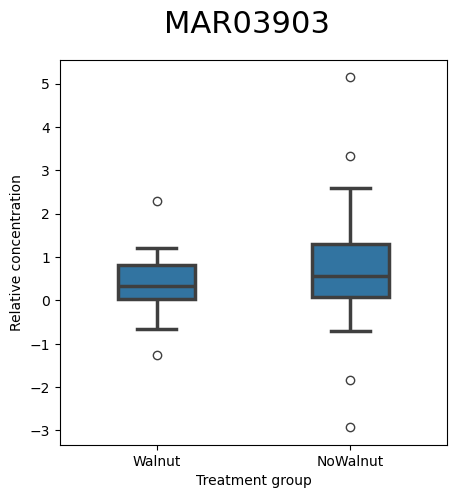 MAR03903
5
4
3
2
1
0
−1
−2
−3
Relative concentration
Walnut
NoWalnut
Treatment group